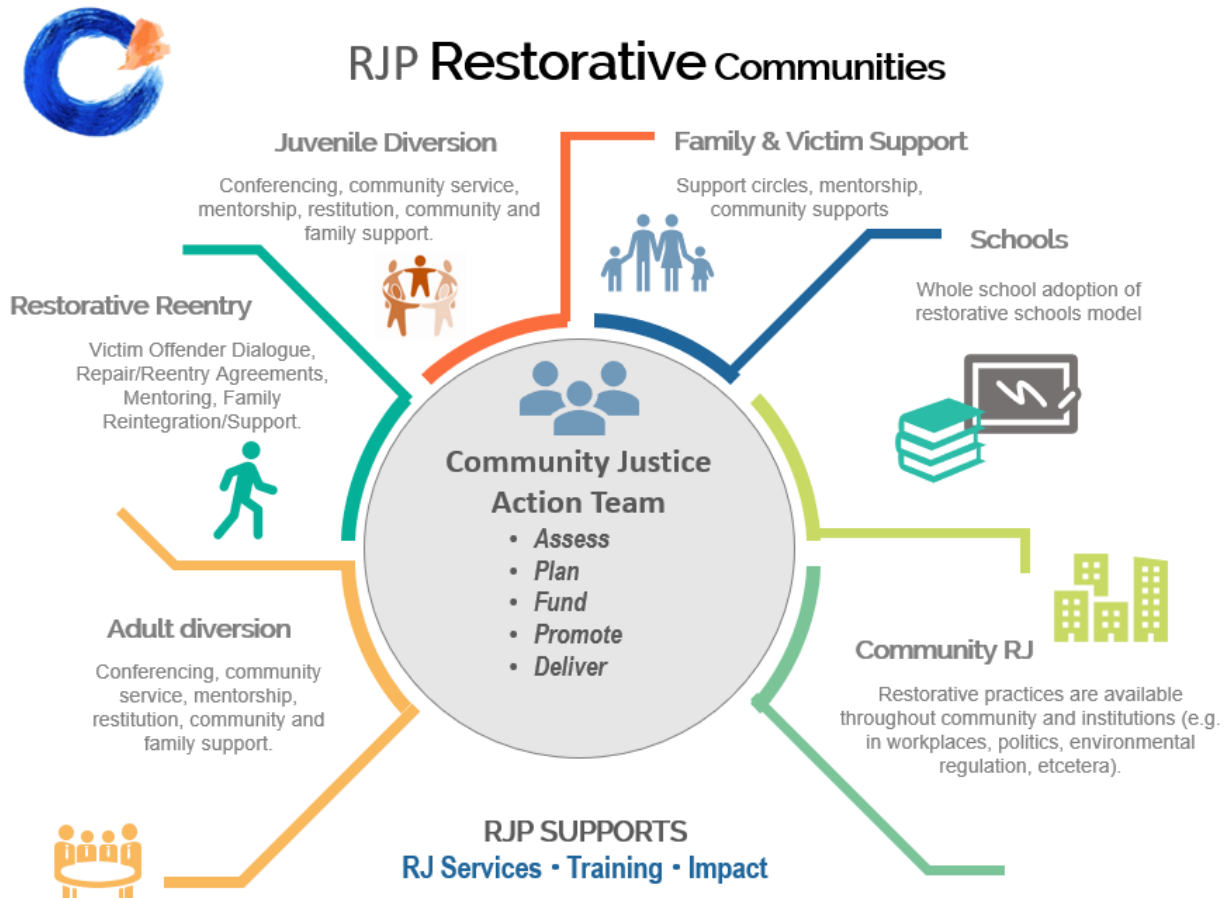 RJP Restorative Communities
Juvenile Diversion
Conferencing, community service,
mentorship, restitution, community and
family support.
Family & Victim Support
Support circles, mentorship,
community supports
Schools
Whole school adoption of
restorative schools model
Restorative Reentry
Victim Offender Dialogue,
Repair/Reentry Agreements,
Mentoring, Family
Reintegration/Support.
Community Justice
Action Team
• Assess
• Plan
• Fund
• Promote
• Deliver
Adult diversion
Conferencing, community
service, mentorship,
restitution, community and
family support.
Community RJ
Restorative practices are available
throughout community and institutions (e.g.
in workplaces, politics, environmental
regulation, etcetera).
RJP SUPPORTS
RJ Services · Training · Impact